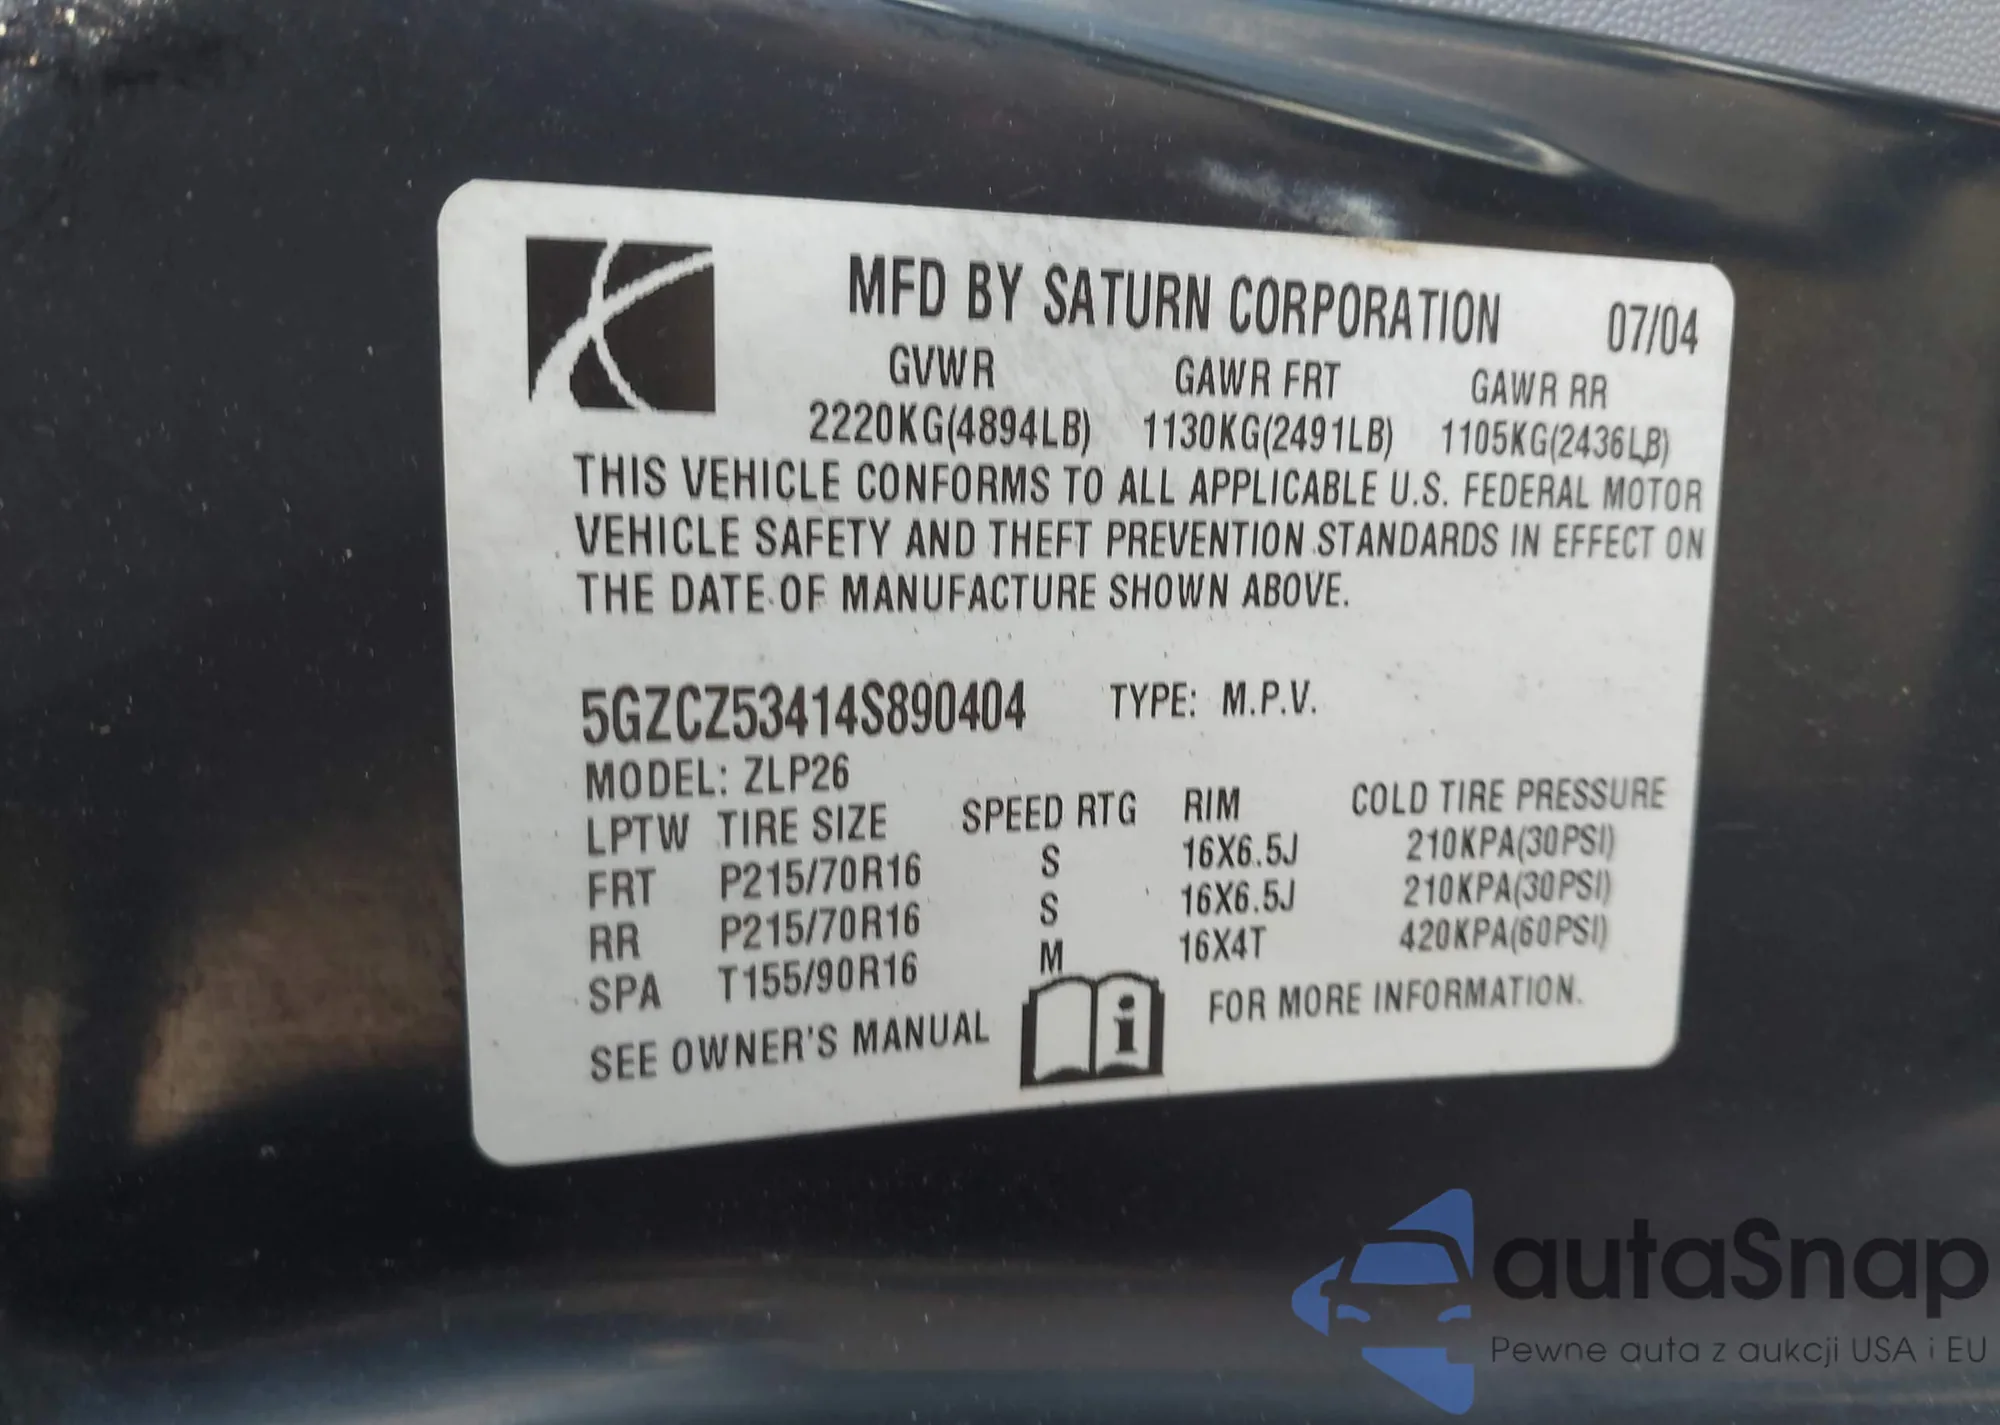 MFD BY SATURN CORPORATION 07/04
GVWR GAWR FRT GAWR RR
2220KG(4894LB) 1130KG(2491LB) 1105KG(2436LB)
THIS VEHICLE CONFORMS TO ALL APPLICABLE U.S. FEDERAL MOTOR
VEHICLE SAFETY AND THEFT PREVENTION STANDARDS IN EFFECT ON
THE DATE OF MANUFACTURE SHOWN ABOVE.
5GZCZ53414S890404 TYPE: M.P.V.
MODEL: ZLP26
LPTW TIRE SIZE SPEED RTG RIM COLD TIRE PRESSURE
FRT P215/70R16 S 16X6.5J 210KPA(30PSI)
RR P215/70R16 S 16X6.5J 210KPA(30PSI)
SPA T155/90R16 M 16X4T 420KPA(60PSI)
SEE OWNER'S MANUAL i FOR MORE INFORMATION.
autaSnap
Pewne auta z aukcji USA i EU